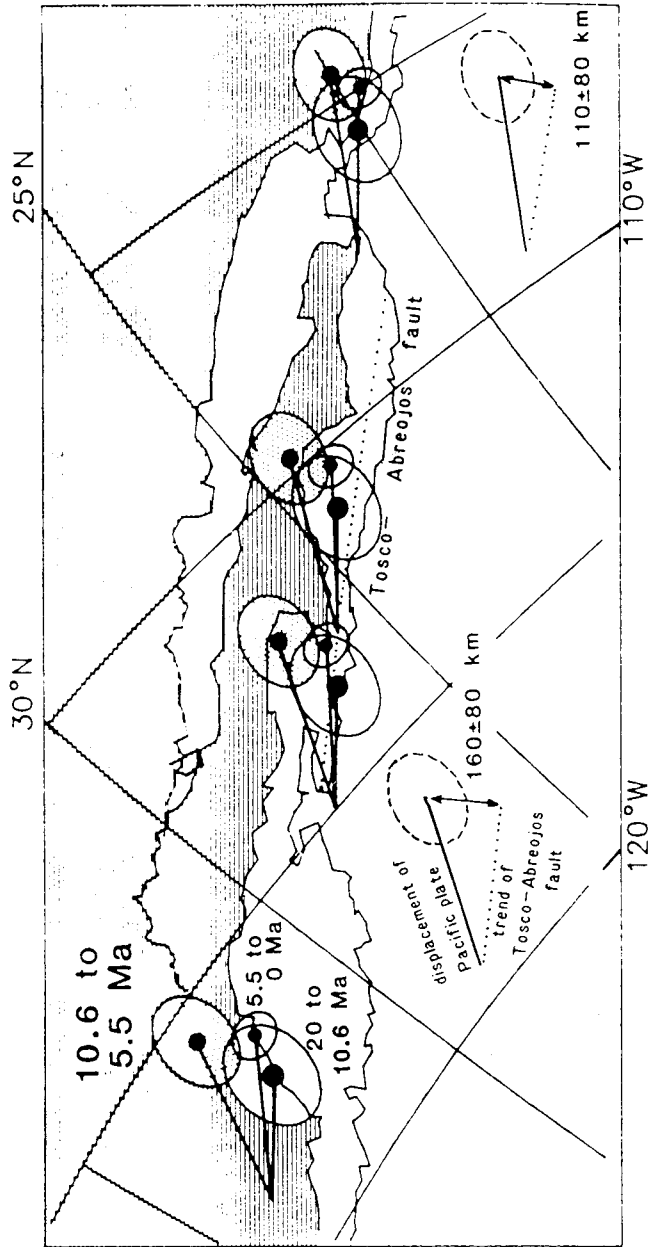 25°N
30°N
10.6 to
5.5 Ma
5.5 to
0 Ma
20 to
10.6 Ma
Tosco–
Abreojos
fault
110±80 km
160±80 km
displacement of
Pacific plate
trend of
Tosco–Abreojos
fault
110°W
120°W